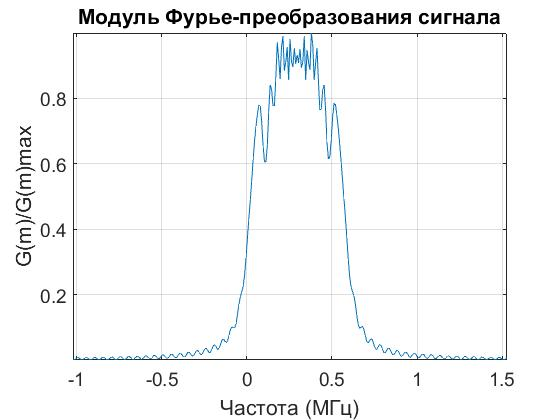 Модуль Фурье-преобразования сигнала
G(m)/G(m)max
0.8
0.6
0.4
0.2
-1 -0.5 0 0.5 1 1.5
Частота (МГц)